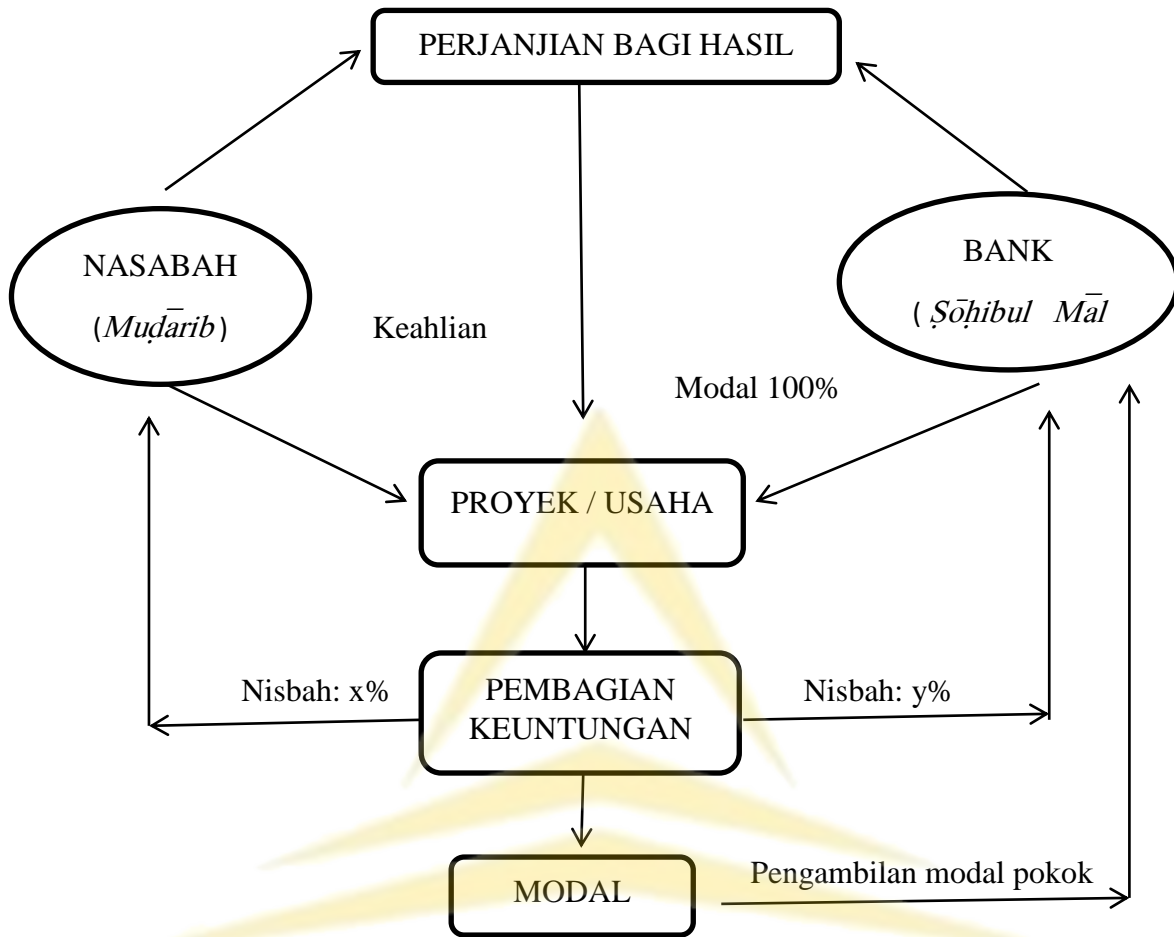 PERJANJIAN BAGI HASIL
NASABAH
(Muḍārib)
BANK
( Ṣōḥibul Māl
Keahlian
Modal 100%
PROYEK / USAHA
Nisbah: x%
PEMBAGIAN
KEUNTUNGAN
Nisbah: y%
MODAL
Pengambilan modal pokok